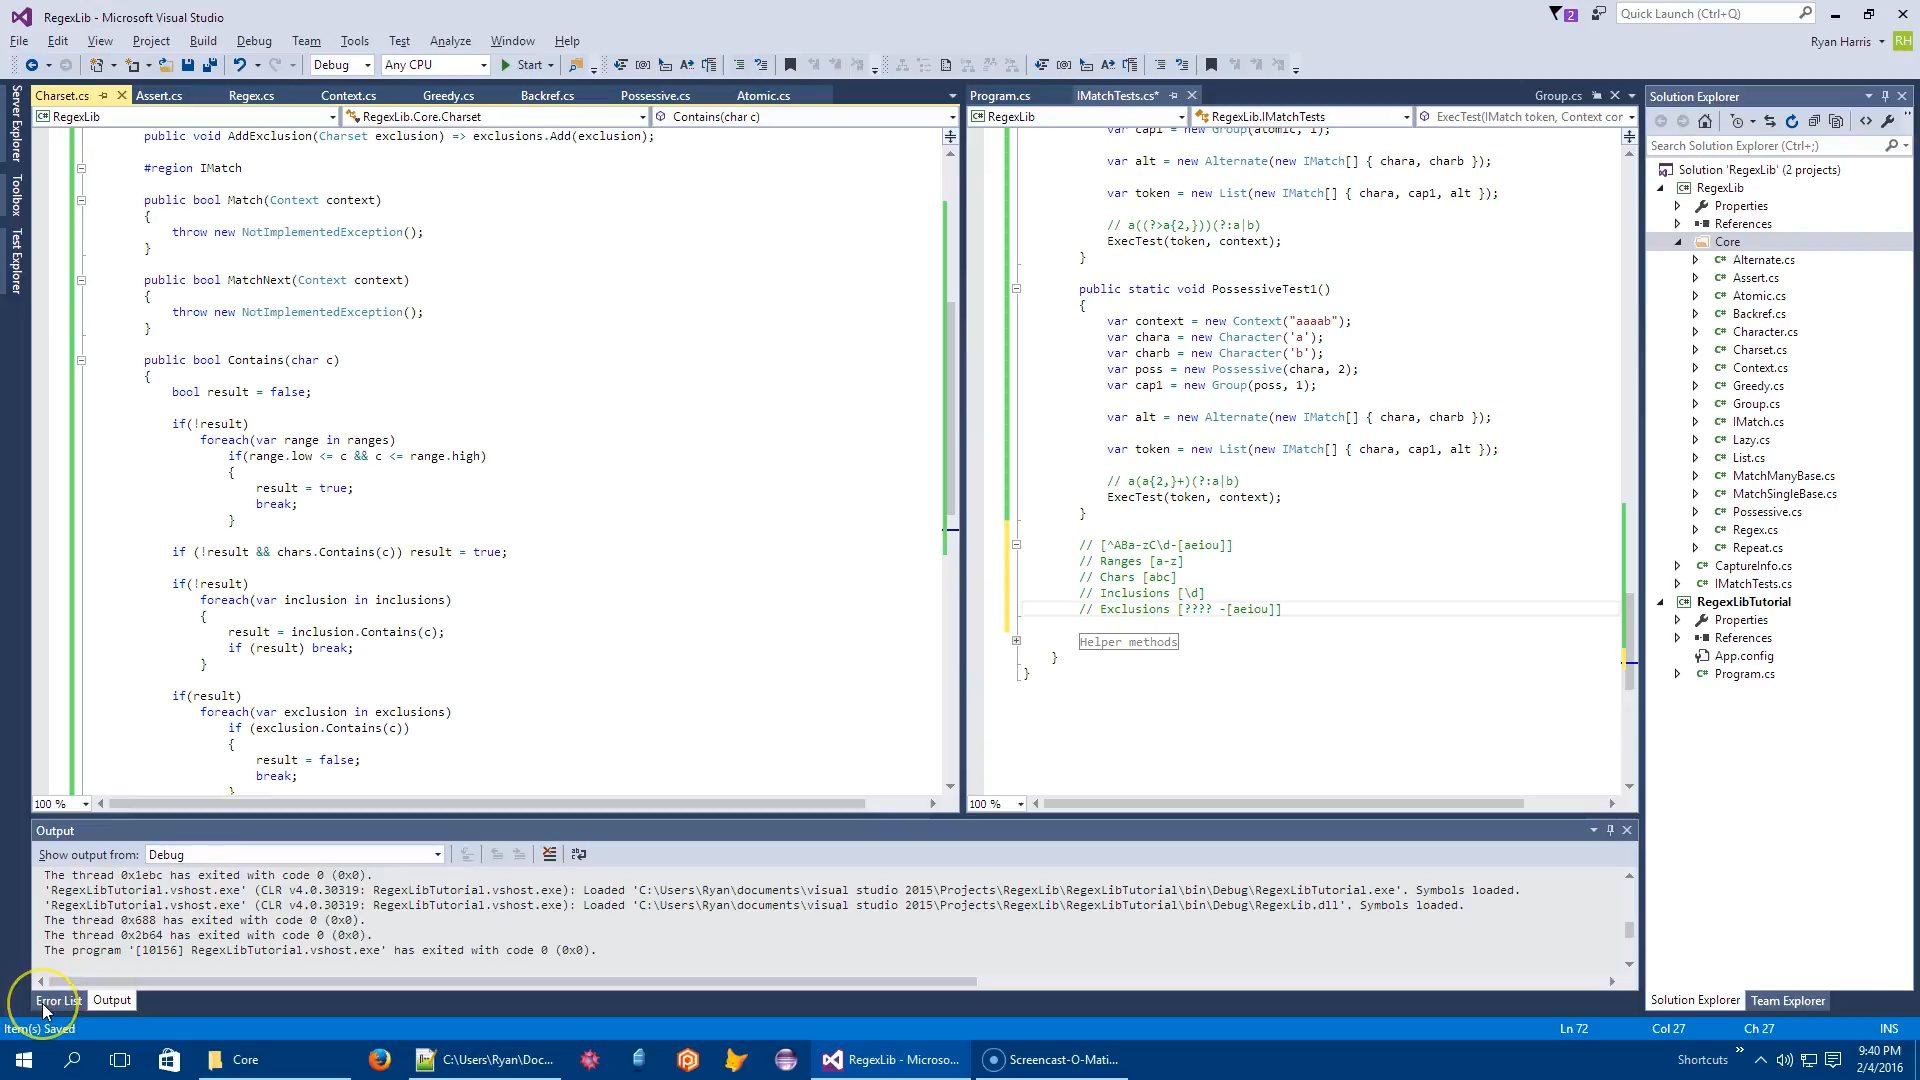 RegexLib - Microsoft Visual Studio
2
Quick Launch (Ctrl+Q)
File Edit View Project Build Debug Team Tools Test Analyze Window Help
Ryan Harris RH
Debug Any CPU Start
Charset.cs Assert.cs Regex.cs Context.cs Greedy.cs Backref.cs Possessive.cs Atomic.cs
RegexLib RegexLib.Core.Charset Contains(char c)
public void AddExclusion(Charset exclusion) => exclusions.Add(exclusion);
#region IMatch
public bool Match(Context context)
{
throw new NotImplementedException();
}
public bool MatchNext(Context context)
{
throw new NotImplementedException();
}
public bool Contains(char c)
{
bool result = false;
if(!result)
foreach(var range in ranges)
if(range.low <= c && c <= range.high)
{
result = true;
break;
}
if (!result && chars.Contains(c)) result = true;
if(!result)
foreach(var inclusion in inclusions)
{
result = inclusion.Contains(c);
if (result) break;
}
if(result)
foreach(var exclusion in exclusions)
if (exclusion.Contains(c))
{
result = false;
break;
}
100 %
Program.cs IMatchTests.cs* Group.cs
RegexLib RegexLib.IMatchTests ExecTest(IMatch token, Context cor
var cap1 = new Group(atomic, 1);
var alt = new Alternate(new IMatch[] { chara, charb });
var token = new List(new IMatch[] { chara, cap1, alt });
// a((?>a{2,}))(?:a|b)
ExecTest(token, context);
}
public static void PossessiveTest1()
{
var context = new Context("aaaab");
var chara = new Character('a');
var charb = new Character('b');
var poss = new Possessive(chara, 2);
var cap1 = new Group(poss, 1);
var alt = new Alternate(new IMatch[] { chara, charb });
var token = new List(new IMatch[] { chara, cap1, alt });
// a(a{2,}+)(?:a|b)
ExecTest(token, context);
}
// [^ABa-zC\d-[aeiou]]
// Ranges [a-z]
// Chars [abc]
// Inclusions [\d]
// Exclusions [???? -[aeiou]]
Helper methods
}
}
100 %
Server Explorer
Toolbox
Test Explorer
Solution Explorer
Search Solution Explorer (Ctrl+;)
Solution 'RegexLib' (2 projects)
RegexLib
Properties
References
Core
Alternate.cs
Assert.cs
Atomic.cs
Backref.cs
Character.cs
Charset.cs
Context.cs
Greedy.cs
Group.cs
IMatch.cs
Lazy.cs
List.cs
MatchManyBase.cs
MatchSingleBase.cs
Possessive.cs
Regex.cs
Repeat.cs
CaptureInfo.cs
IMatchTests.cs
RegexLibTutorial
Properties
References
App.config
Program.cs
Solution Explorer Team Explorer
Output
Show output from: Debug
The thread 0x1ebc has exited with code 0 (0x0).
'RegexLibTutorial.vshost.exe' (CLR v4.0.30319: RegexLibTutorial.vshost.exe): Loaded 'C:\Users\Ryan\documents\visual studio 2015\Projects\RegexLib\RegexLibTutorial\bin\Debug\RegexLibTutorial.exe'. Symbols loaded.
'RegexLibTutorial.vshost.exe' (CLR v4.0.30319: RegexLibTutorial.vshost.exe): Loaded 'C:\Users\Ryan\documents\visual studio 2015\Projects\RegexLib\RegexLibTutorial\bin\Debug\RegexLib.dll'. Symbols loaded.
The thread 0x688 has exited with code 0 (0x0).
The thread 0x2b64 has exited with code 0 (0x0).
The program '[10156] RegexLibTutorial.vshost.exe' has exited with code 0 (0x0).
Error List Output
Item(s) Saved Ln 72 Col 27 Ch 27 INS
Core C:\Users\Ryan\Doc... RegexLib - Microso... Screencast-O-Mati... Shortcuts
9:40 PM
2/4/2016